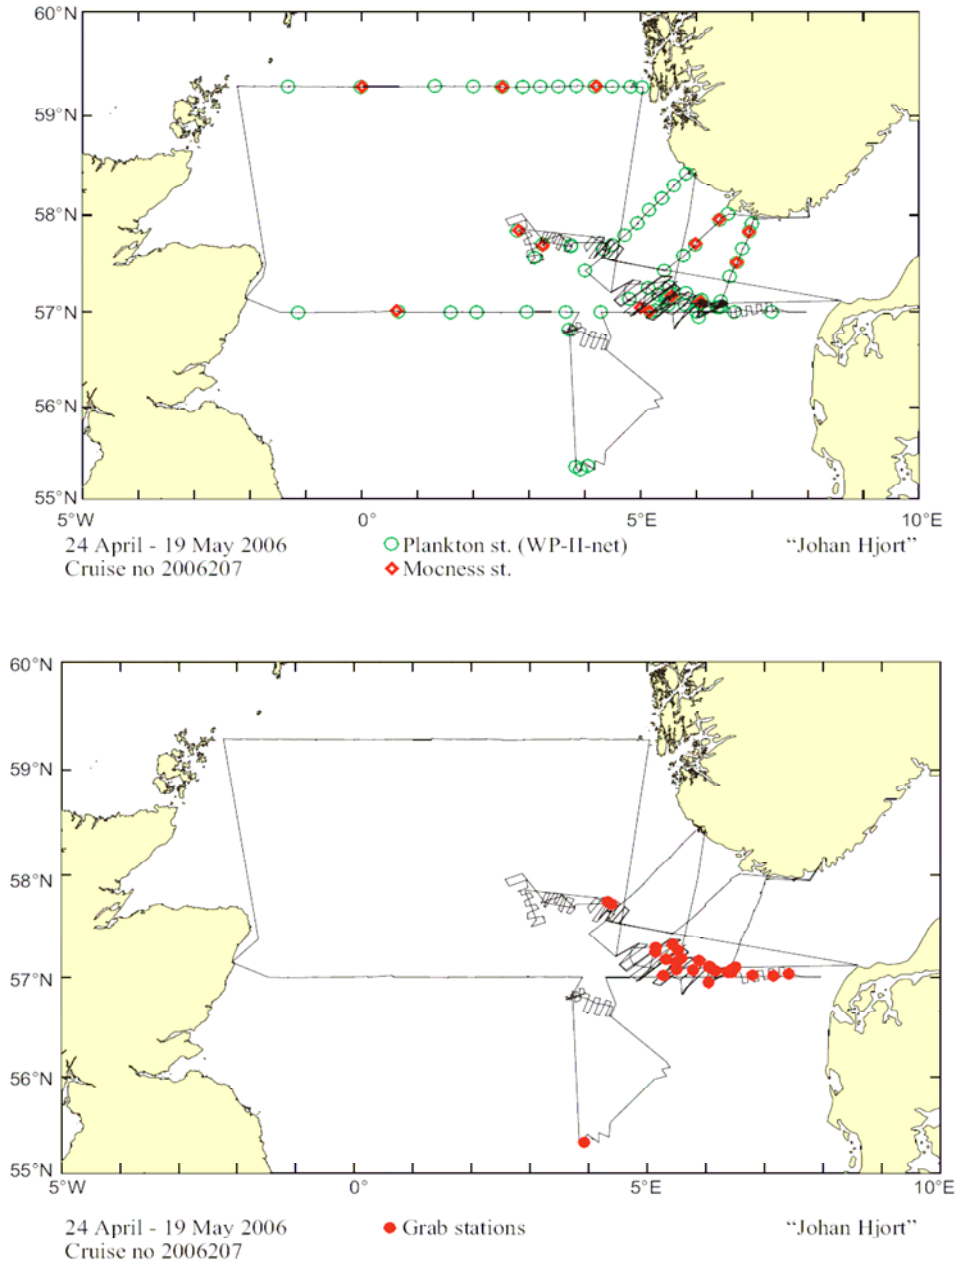 60°N
59°N
58°N
57°N
56°N
55°N
5°W 0° 5°E 10°E
24 April - 19 May 2006 Plankton st. (WP-II-net) “Johan Hjort”
Cruise no 2006207 Mocness st.
60°N
59°N
58°N
57°N
56°N
55°N
5°W 0° 5°E 10°E
24 April - 19 May 2006 Grab stations “Johan Hjort”
Cruise no 2006207